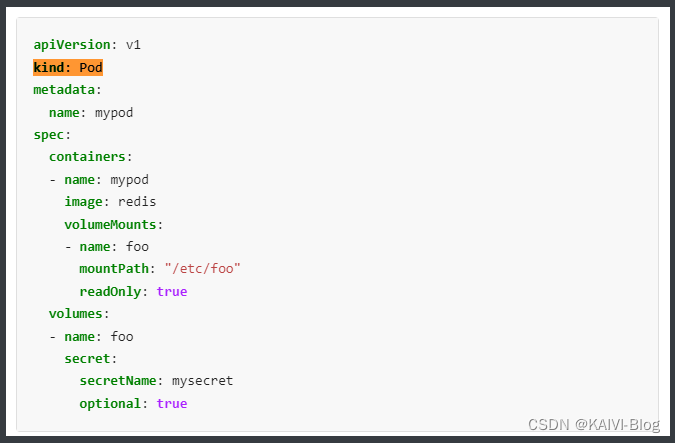 apiVersion: v1
kind: Pod
metadata:
  name: mypod
spec:
  containers:
  - name: mypod
    image: redis
    volumeMounts:
    - name: foo
      mountPath: "/etc/foo"
      readOnly: true
  volumes:
  - name: foo
    secret:
      secretName: mysecret
      optional: true
CSDN @KAIVI-Blog